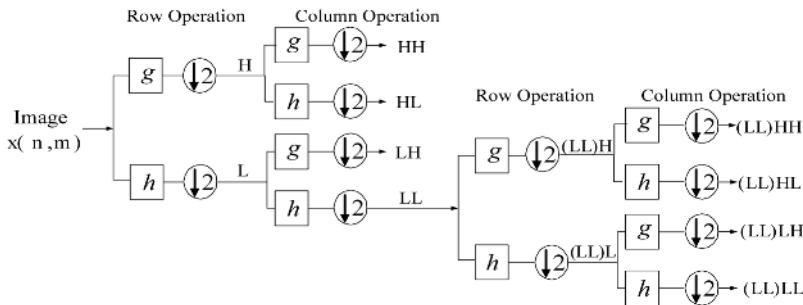 Row Operation Column Operation
g ↓2 H g ↓2 HH
h ↓2 HL
Image
x( n ,m)
h ↓2 L g ↓2 LH
h ↓2 LL
Row Operation Column Operation
g ↓2 (LL)H g ↓2 (LL)HH
h ↓2 (LL)HL
h ↓2 (LL)L g ↓2 (LL)LH
h ↓2 (LL)LL